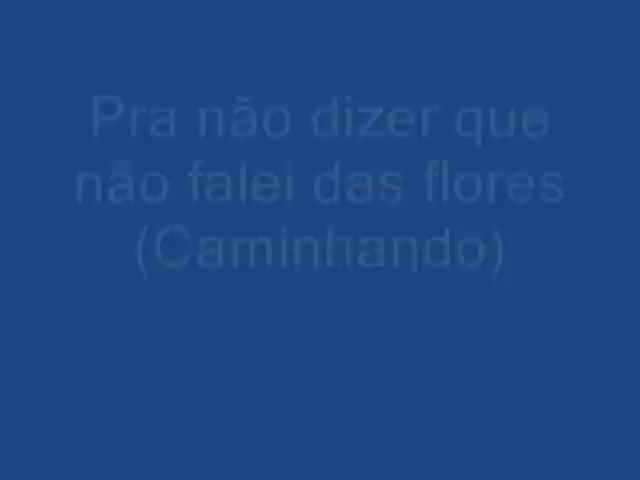 Pra não dizer que
não falei das flores
(Caminhando)